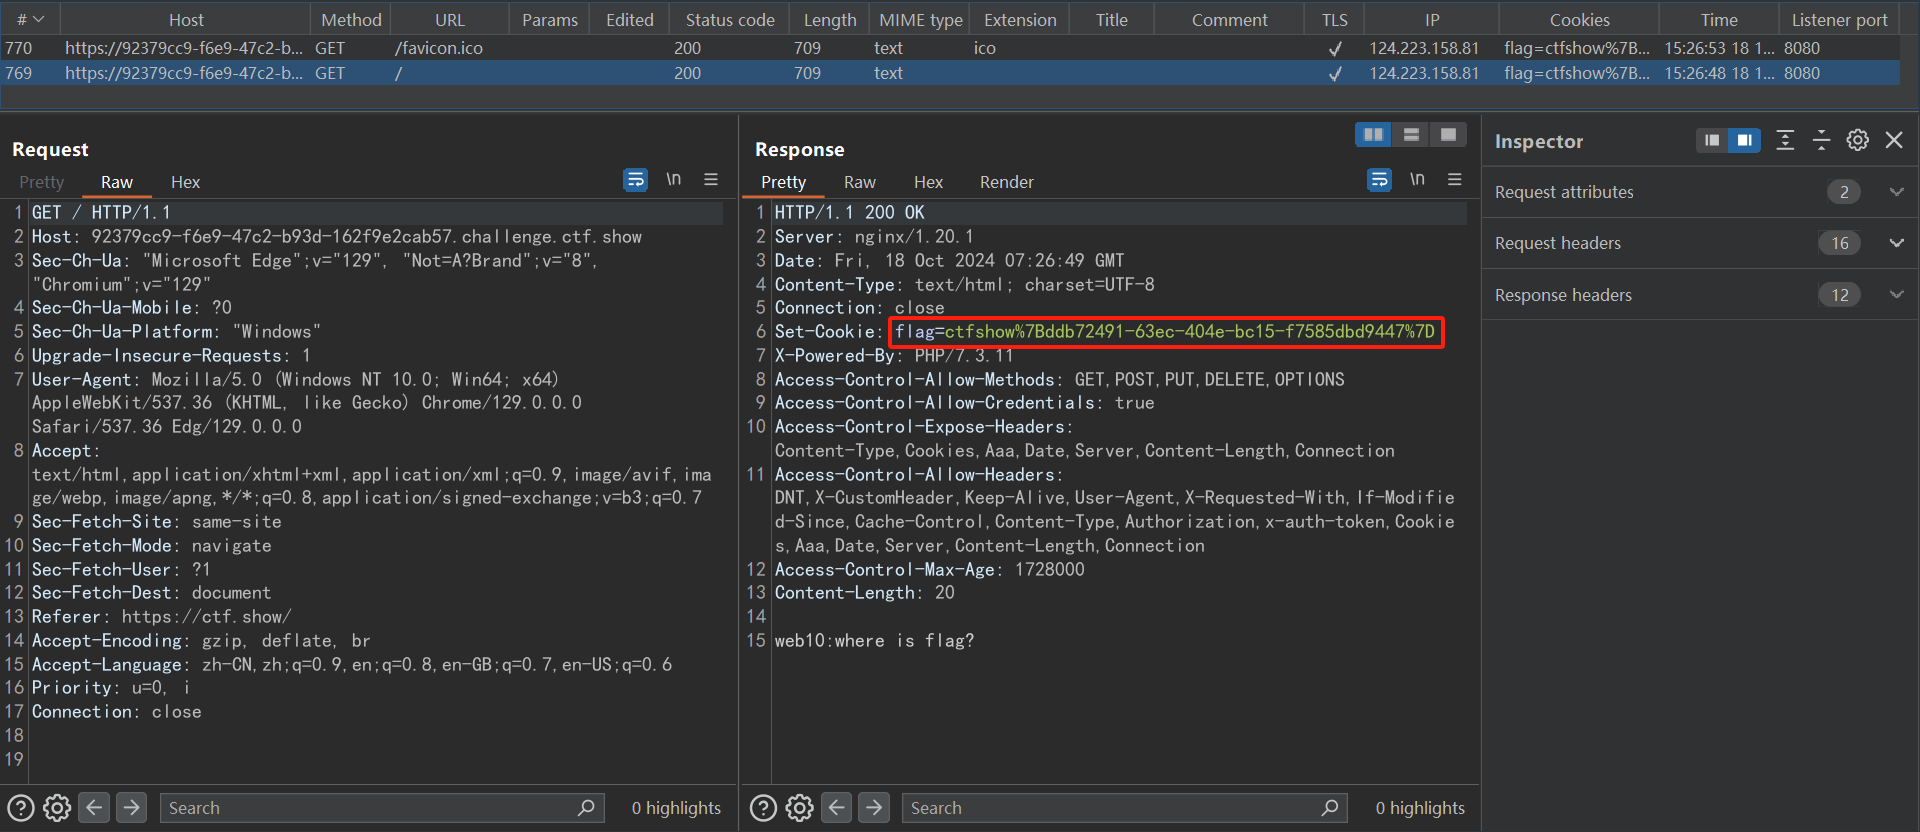 # Host Method URL Params Edited Status code Length MIME type Extension Title Comment TLS IP Cookies Time Listener port
770 https://92379cc9-f6e9-47c2-b... GET /favicon.ico 200 709 text ico ✓ 124.223.158.81 flag=ctfshow%7B... 15:26:53 18 1... 8080
769 https://92379cc9-f6e9-47c2-b... GET / 200 709 text ✓ 124.223.158.81 flag=ctfshow%7B... 15:26:48 18 1... 8080
Request
Pretty Raw Hex \n
1 GET / HTTP/1.1
2 Host: 92379cc9-f6e9-47c2-b93d-162f9e2cab57.challenge.ctf.show
3 Sec-Ch-Ua: "Microsoft Edge";v="129", "Not=A?Brand";v="8",
"Chromium";v="129"
4 Sec-Ch-Ua-Mobile: ?0
5 Sec-Ch-Ua-Platform: "Windows"
6 Upgrade-Insecure-Requests: 1
7 User-Agent: Mozilla/5.0 (Windows NT 10.0; Win64; x64)
AppleWebKit/537.36 (KHTML, like Gecko) Chrome/129.0.0.0
Safari/537.36 Edg/129.0.0.0
8 Accept:
text/html,application/xhtml+xml,application/xml;q=0.9,image/avif,ima
ge/webp,image/apng,*/*;q=0.8,application/signed-exchange;v=b3;q=0.7
9 Sec-Fetch-Site: same-site
10 Sec-Fetch-Mode: navigate
11 Sec-Fetch-User: ?1
12 Sec-Fetch-Dest: document
13 Referer: https://ctf.show/
14 Accept-Encoding: gzip, deflate, br
15 Accept-Language: zh-CN,zh;q=0.9,en;q=0.8,en-GB;q=0.7,en-US;q=0.6
16 Priority: u=0, i
17 Connection: close
18
19
Search 0 highlights
Response
Pretty Raw Hex Render \n
1 HTTP/1.1 200 OK
2 Server: nginx/1.20.1
3 Date: Fri, 18 Oct 2024 07:26:49 GMT
4 Content-Type: text/html; charset=UTF-8
5 Connection: close
6 Set-Cookie: flag=ctfshow%7Bddb72491-63ec-404e-bc15-f7585dbd9447%7D
7 X-Powered-By: PHP/7.3.11
8 Access-Control-Allow-Methods: GET,POST,PUT,DELETE,OPTIONS
9 Access-Control-Allow-Credentials: true
10 Access-Control-Expose-Headers:
Content-Type,Cookies,Aaa,Date,Server,Content-Length,Connection
11 Access-Control-Allow-Headers:
DNT,X-CustomHeader,Keep-Alive,User-Agent,X-Requested-With,If-Modifie
d-Since,Cache-Control,Content-Type,Authorization,x-auth-token,Cookie
s,Aaa,Date,Server,Content-Length,Connection
12 Access-Control-Max-Age: 1728000
13 Content-Length: 20
14
15 web10:where is flag?
Search 0 highlights
Inspector
Request attributes 2
Request headers 16
Response headers 12